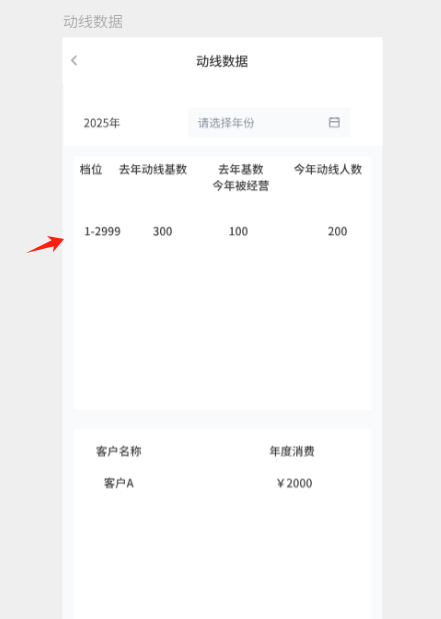 动线数据
动线数据
2025年 请选择年份
档位 去年动线基数 去年基数 今年动线人数
今年被经营
1-2999 300 100 200
客户名称 年度消费
客户A ￥2000